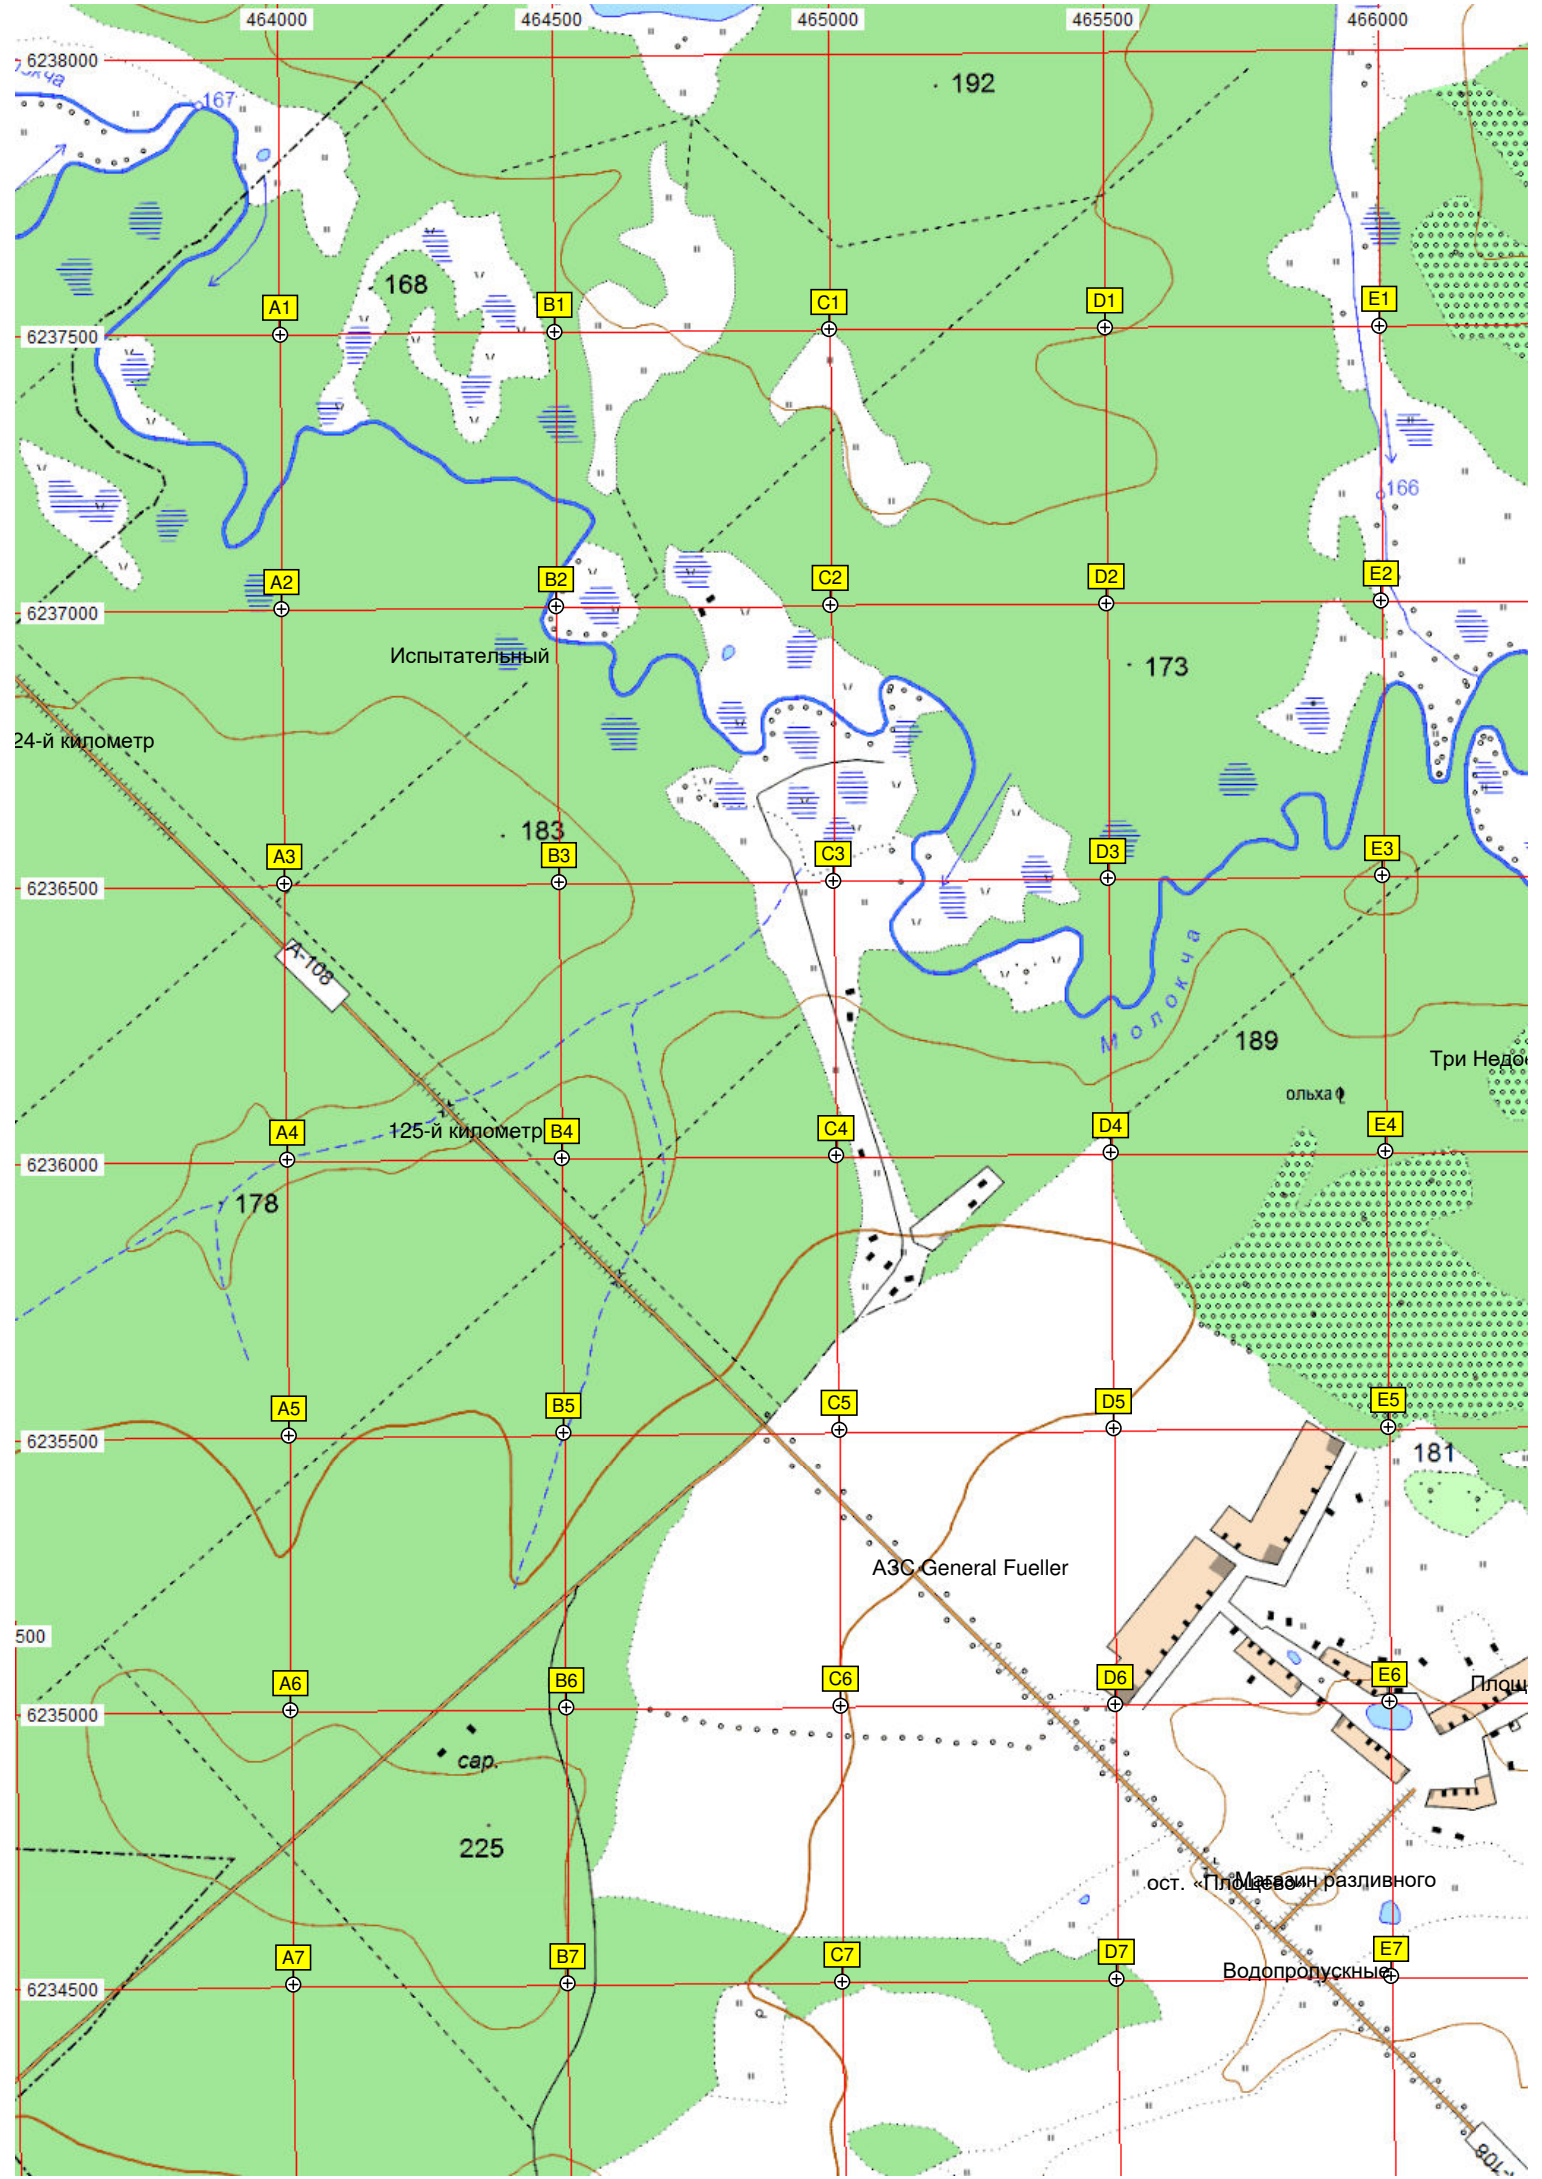 464000 464500 465000 465500 466000
6238000
192
167
168
A1 B1 C1 D1 E1
6237500
166
A2 B2 C2 D2 E2
6237000
Испытательный
173
24-й километр
183
A3 B3 C3 D3 E3
6236500
А-108
Молокча
189
Три Недо
ольха
125-й километр
A4 B4 C4 D4 E4
6236000
178
A5 B5 C5 D5 E5
6235500
181
АЗС General Fueller
500
A6 B6 C6 D6 E6
Площ
6235000
сар.
225
ост. «Площево»
Магазин разливного
A7 B7 C7 D7 E7
Водопропускные
6234500